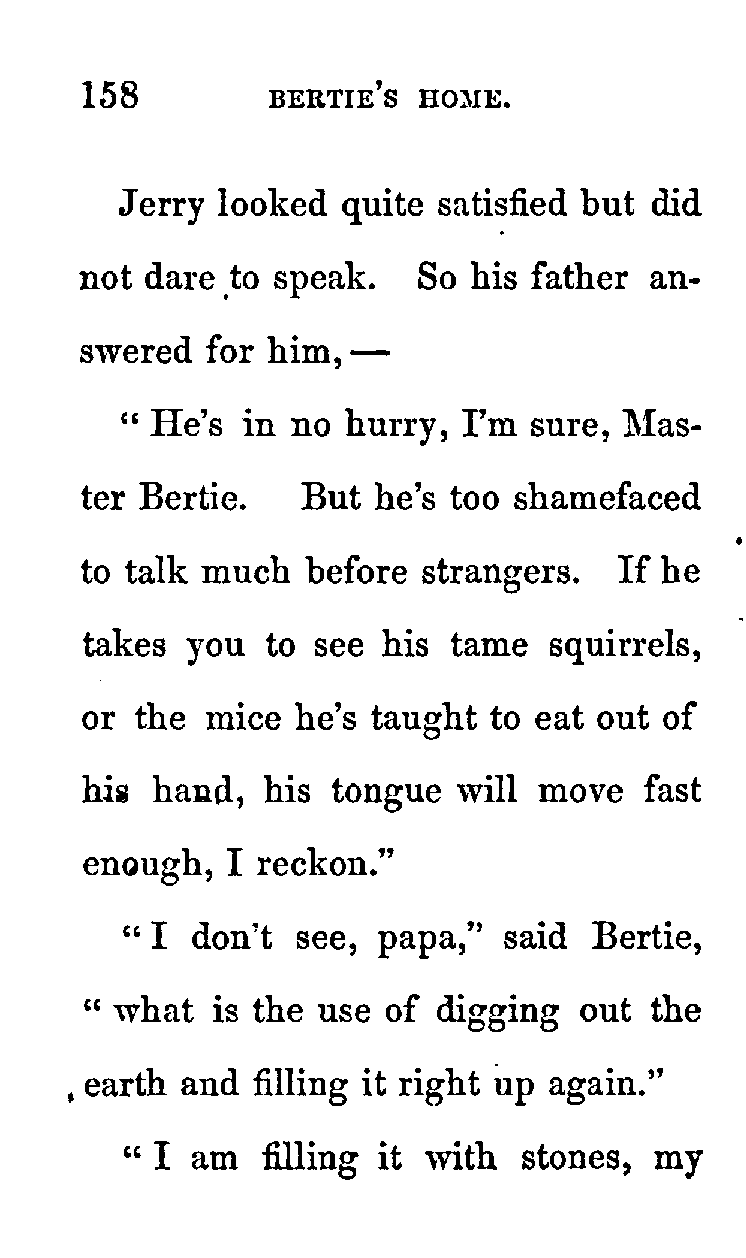 158 BERTIE'S HOME.
Jerry looked quite satisfied but did
not dare to speak. So his father an-
swered for him, —
“ He's in no hurry, I'm sure, Mas-
ter Bertie. But he's too shamefaced
to talk much before strangers. If he
takes you to see his tame squirrels,
or the mice he's taught to eat out of
his hand, his tongue will move fast
enough, I reckon.”
“ I don't see, papa,” said Bertie,
“ what is the use of digging out the
earth and filling it right up again.”
“ I am filling it with stones, my